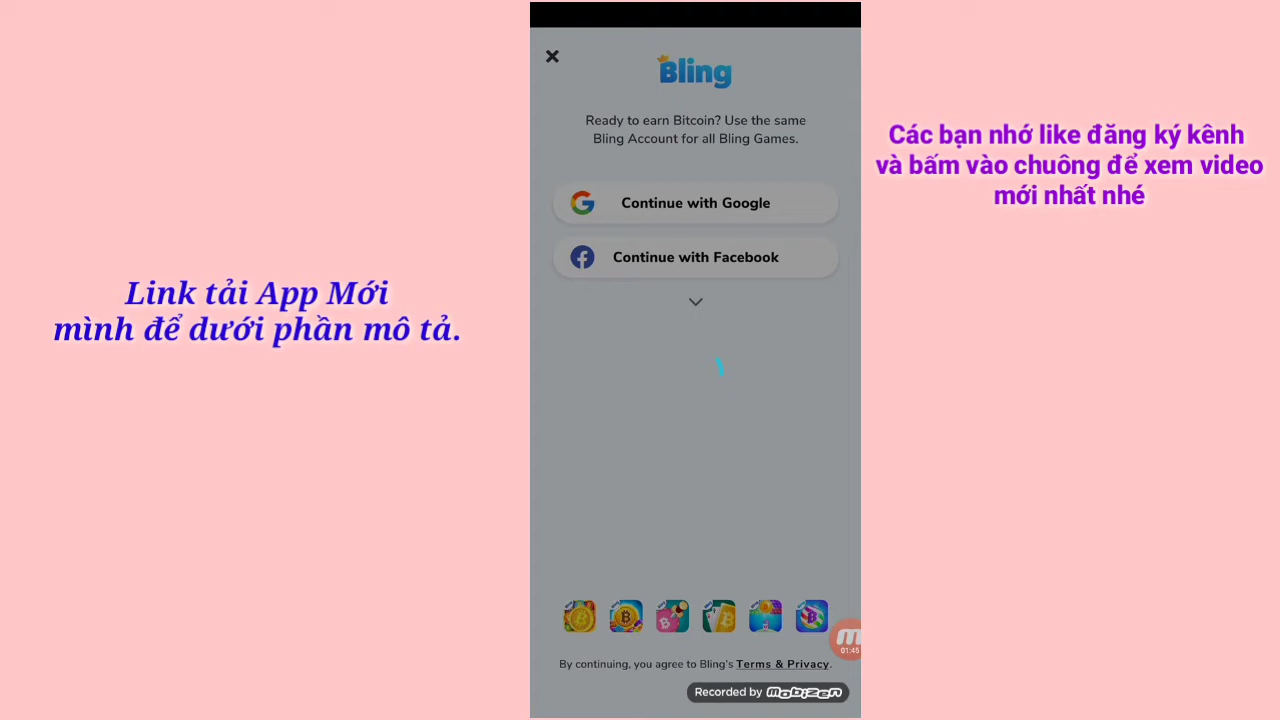 Bling
Ready to earn Bitcoin? Use the same
Bling Account for all Bling Games.
Continue with Google
Continue with Facebook
Các bạn nhớ like đăng ký kênh
và bấm vào chuông để xem video
mới nhất nhé
Link tải App Mới
mình để dưới phần mô tả.
01:45
By continuing, you agree to Bling's Terms & Privacy.
Recorded by mobizen